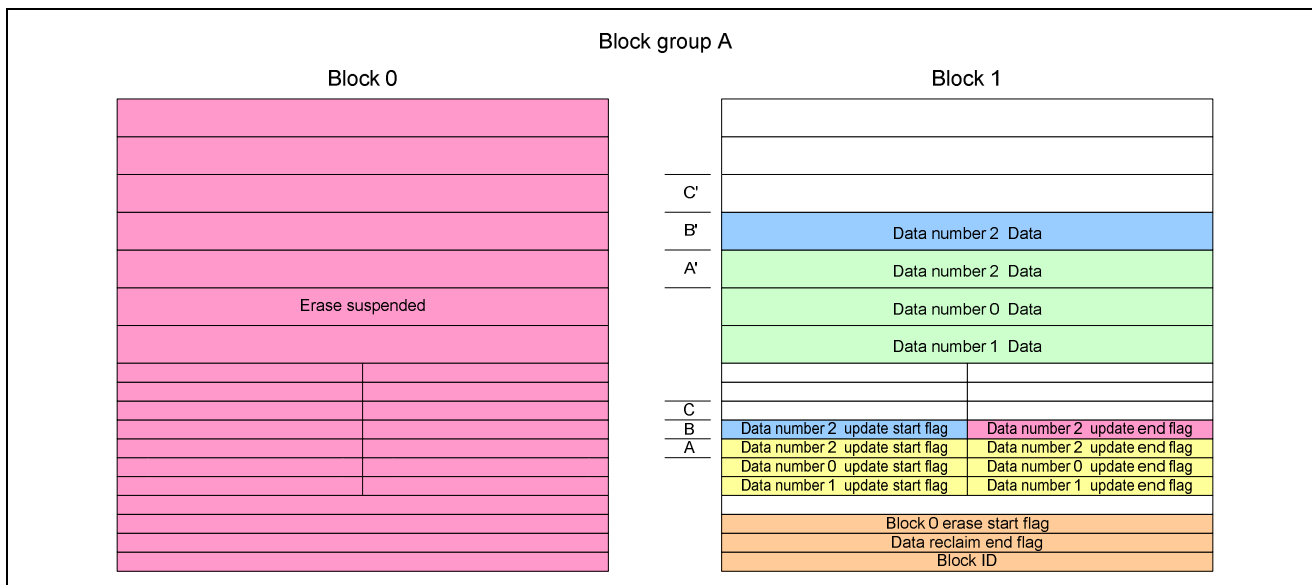 Block group A
Block 0
Block 1
C'
B'
Data number 2 Data
A'
Data number 2 Data
Erase suspended
Data number 0 Data
Data number 1 Data
C
B
Data number 2 update start flag
Data number 2 update end flag
A
Data number 2 update start flag
Data number 2 update end flag
Data number 0 update start flag
Data number 0 update end flag
Data number 1 update start flag
Data number 1 update end flag
Block 0 erase start flag
Data reclaim end flag
Block ID